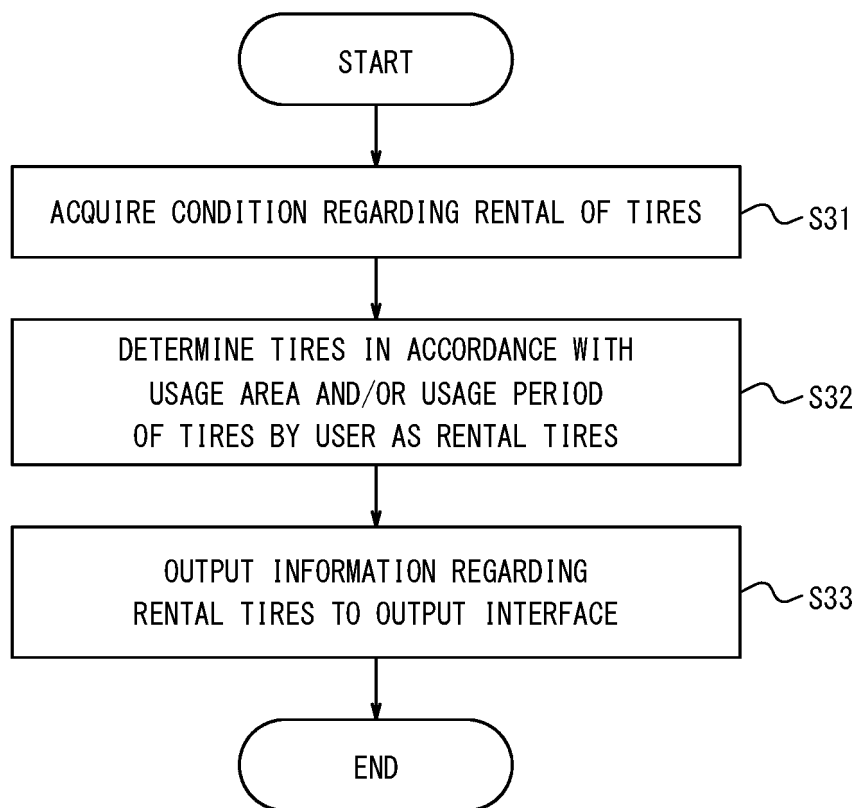 START
ACQUIRE CONDITION REGARDING RENTAL OF TIRES
S31
DETERMINE TIRES IN ACCORDANCE WITH
USAGE AREA AND/OR USAGE PERIOD
OF TIRES BY USER AS RENTAL TIRES
S32
OUTPUT INFORMATION REGARDING
RENTAL TIRES TO OUTPUT INTERFACE
S33
END